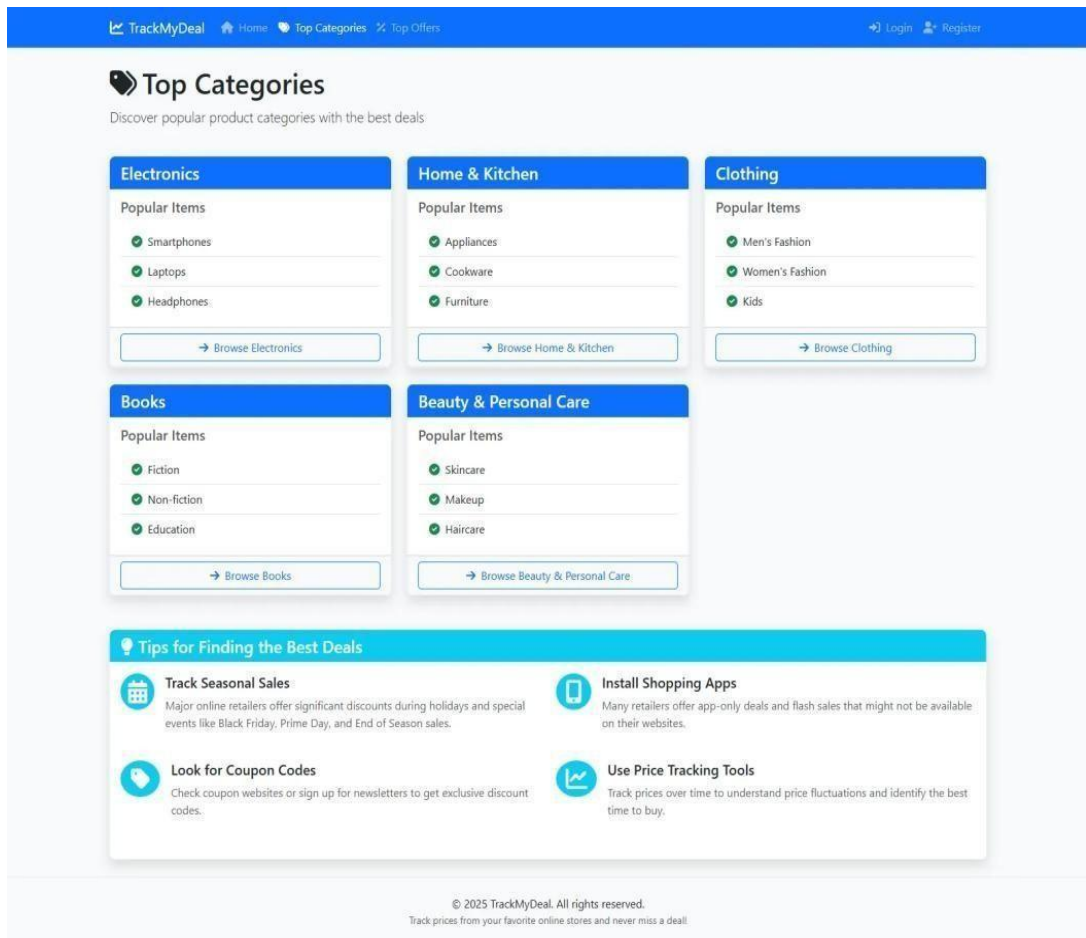 TrackMyDeal Home Top Categories Top Offers Login Register
Top Categories
Discover popular product categories with the best deals
Electronics
Popular Items
Smartphones
Laptops
Headphones
Browse Electronics
Home & Kitchen
Popular Items
Appliances
Cookware
Furniture
Browse Home & Kitchen
Clothing
Popular Items
Men's Fashion
Women's Fashion
Kids
Browse Clothing
Books
Popular Items
Fiction
Non-fiction
Education
Browse Books
Beauty & Personal Care
Popular Items
Skincare
Makeup
Haircare
Browse Beauty & Personal Care
Tips for Finding the Best Deals
Track Seasonal Sales
Major online retailers offer significant discounts during holidays and special
events like Black Friday, Prime Day, and End of Season sales.
Install Shopping Apps
Many retailers offer app-only deals and flash sales that might not be available
on their websites.
Look for Coupon Codes
Check coupon websites or sign up for newsletters to get exclusive discount
codes.
Use Price Tracking Tools
Track prices over time to understand price fluctuations and identify the best
time to buy.
© 2025 TrackMyDeal. All rights reserved.
Track prices from your favorite online stores and never miss a deal!